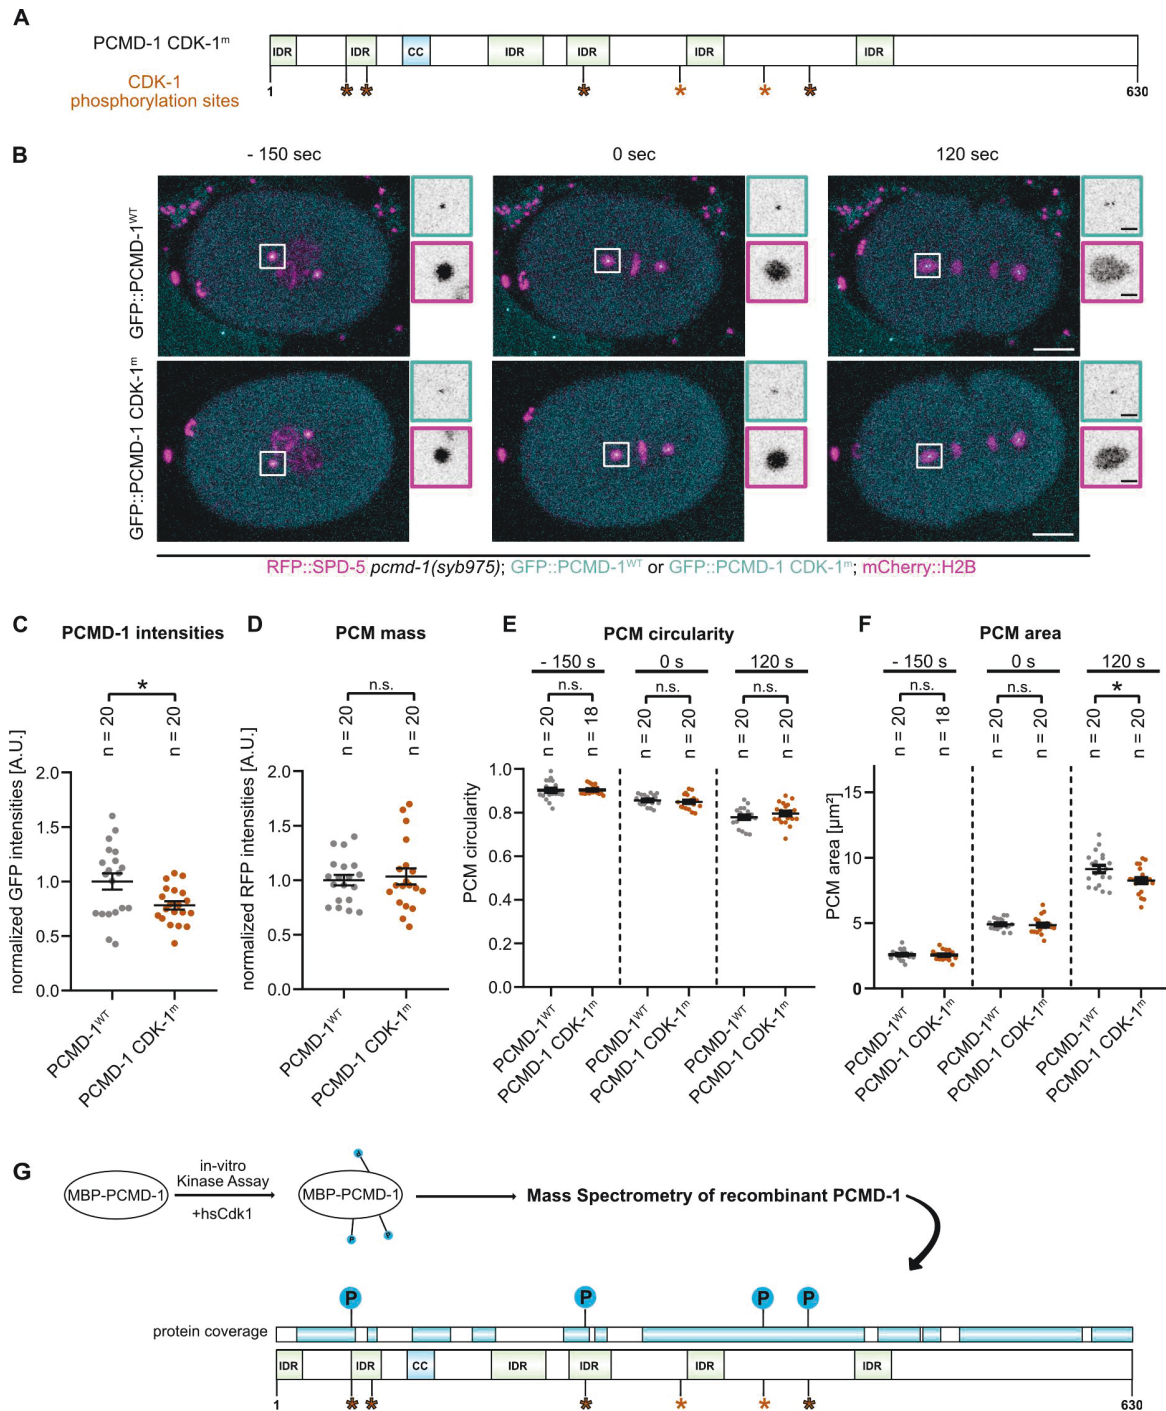 A
PCMD-1 CDK-1ᵐ
IDR IDR CC IDR IDR IDR IDR
CDK-1
phosphorylation sites
* * * * * *
1 630
B
- 150 sec 0 sec 120 sec
GFP::PCMD-1ᵂᵀ
GFP::PCMD-1 CDK-1ᵐ
RFP::SPD-5 pcmd-1(syb975); GFP::PCMD-1ᵂᵀ or GFP::PCMD-1 CDK-1ᵐ; mCherry::H2B
C PCMD-1 intensities
*
n = 20 n = 20
normalized GFP intensities [A.U.]
2.0
1.5
1.0
0.5
0.0
PCMD-1ᵂᵀ
PCMD-1 CDK-1ᵐ
D PCM mass
n.s.
n = 20 n = 20
normalized RFP intensities [A.U.]
2.0
1.5
1.0
0.5
0.0
PCMD-1ᵂᵀ
PCMD-1 CDK-1ᵐ
E PCM circularity
- 150 s 0 s 120 s
n.s. n.s. n.s.
n = 20 n = 18 n = 20 n = 20 n = 20 n = 20
PCM circularity
1.0
0.8
0.6
0.4
0.2
0.0
PCMD-1ᵂᵀ
PCMD-1 CDK-1ᵐ
PCMD-1ᵂᵀ
PCMD-1 CDK-1ᵐ
PCMD-1ᵂᵀ
PCMD-1 CDK-1ᵐ
F PCM area
- 150 s 0 s 120 s
n.s. n.s. *
n = 20 n = 18 n = 20 n = 20 n = 20 n = 20
PCM area [µm²]
15
10
5
0
PCMD-1ᵂᵀ
PCMD-1 CDK-1ᵐ
PCMD-1ᵂᵀ
PCMD-1 CDK-1ᵐ
PCMD-1ᵂᵀ
PCMD-1 CDK-1ᵐ
G
MBP-PCMD-1
in-vitro
Kinase Assay
+hsCdk1
P
MBP-PCMD-1
P P
Mass Spectrometry of recombinant PCMD-1
P P P P
protein coverage
IDR IDR CC IDR IDR IDR IDR
* * * * * *
1 630